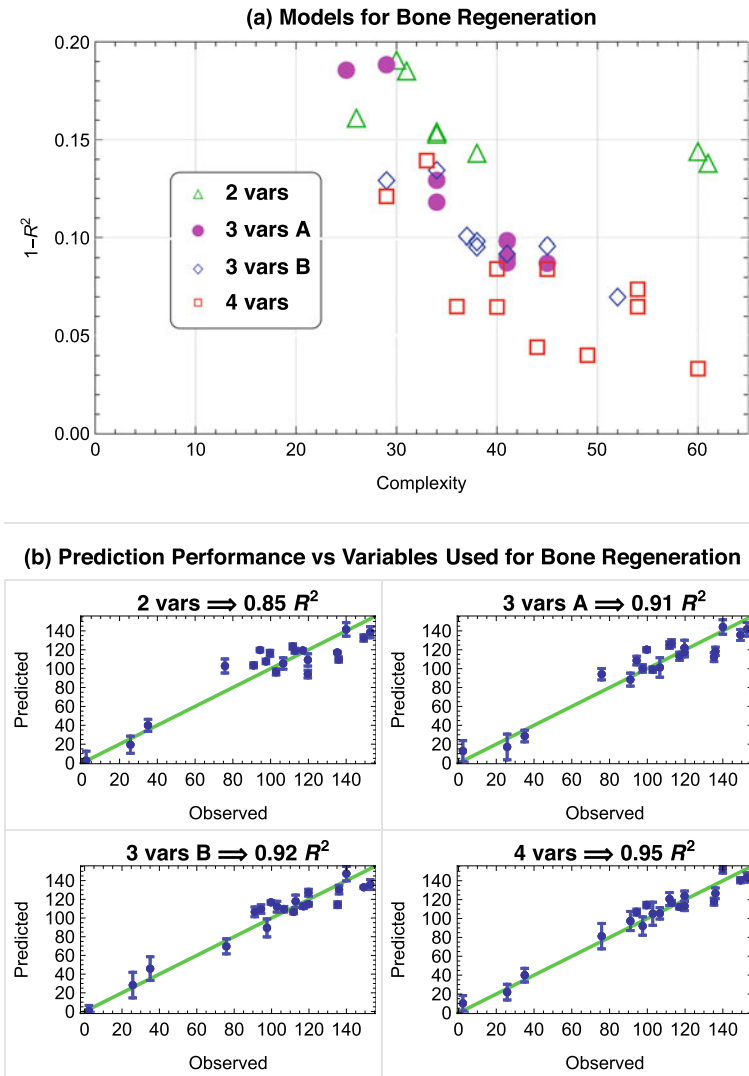 (a) Models for Bone Regeneration
0.20
0.15
0.10
0.05
0.00
1–R²
2 vars
3 vars A
3 vars B
4 vars
0 10 20 30 40 50 60
Complexity
(b) Prediction Performance vs Variables Used for Bone Regeneration
2 vars ⟹ 0.85 R²
140
120
100
80
60
40
20
0
Predicted
0 20 40 60 80 100 120 140
Observed
3 vars A ⟹ 0.91 R²
140
120
100
80
60
40
20
0
Predicted
0 20 40 60 80 100 120 140
Observed
3 vars B ⟹ 0.92 R²
140
120
100
80
60
40
20
0
Predicted
0 20 40 60 80 100 120 140
Observed
4 vars ⟹ 0.95 R²
140
120
100
80
60
40
20
0
Predicted
0 20 40 60 80 100 120 140
Observed